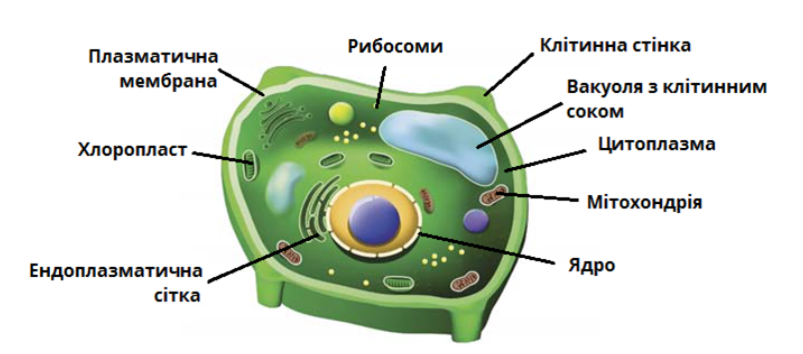 Плазматична
мембрана
Рибосоми
Клітинна стінка
Вакуоля з клітинним
соком
Хлоропласт
Цитоплазма
Мітохондрія
Ендоплазматична
сітка
Ядро